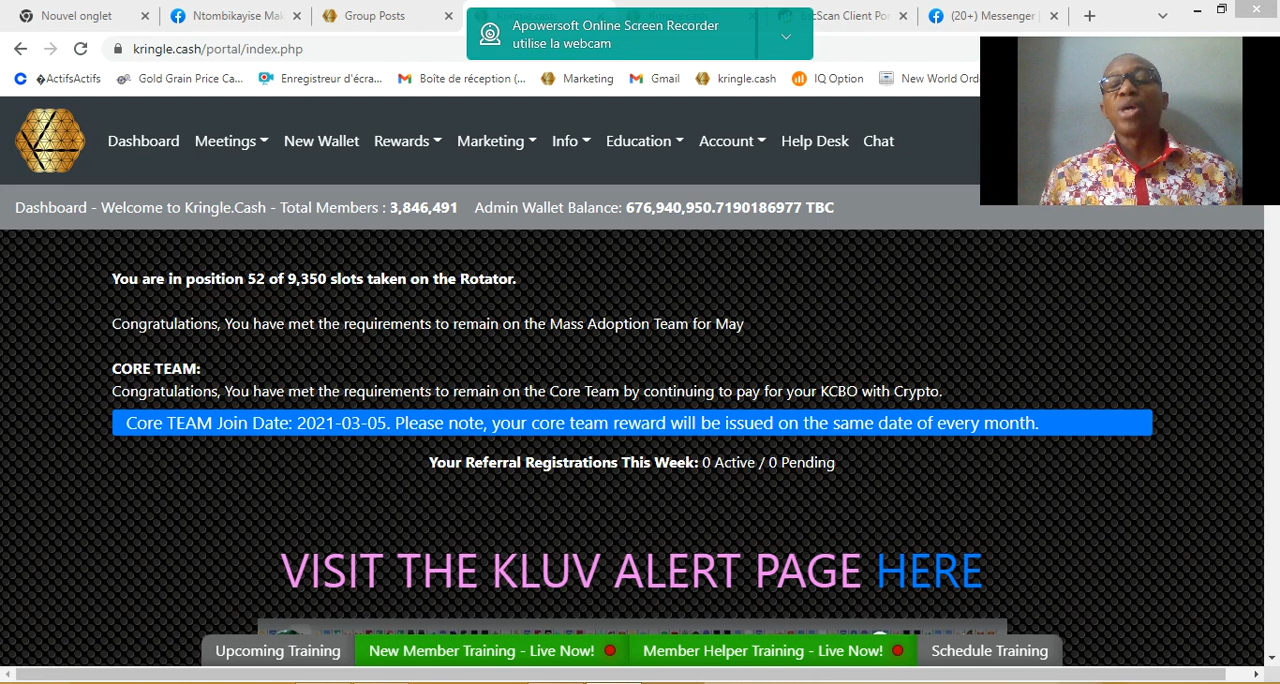 Nouvel onglet
Ntombikayise Mak
Group Posts
cScan Client Por
(20+) Messenger |
Apowersoft Online Screen Recorder
utilise la webcam
kringle.cash/portal/index.php
�ActifsActifs
Gold Grain Price Ca...
Enregistreur d'écra...
Boîte de réception (...
Marketing
Gmail
kringle.cash
IQ Option
New World Ord
Dashboard
Meetings
New Wallet
Rewards
Marketing
Info
Education
Account
Help Desk
Chat
Dashboard - Welcome to Kringle.Cash - Total Members : 3,846,491 Admin Wallet Balance: 676,940,950.7190186977 TBC
You are in position 52 of 9,350 slots taken on the Rotator.
Congratulations, You have met the requirements to remain on the Mass Adoption Team for May
CORE TEAM:
Congratulations, You have met the requirements to remain on the Core Team by continuing to pay for your KCBO with Crypto.
Core TEAM Join Date: 2021-03-05. Please note, your core team reward will be issued on the same date of every month.
Your Referral Registrations This Week: 0 Active / 0 Pending
VISIT THE KLUV ALERT PAGE HERE
Upcoming Training
New Member Training - Live Now!
Member Helper Training - Live Now!
Schedule Training